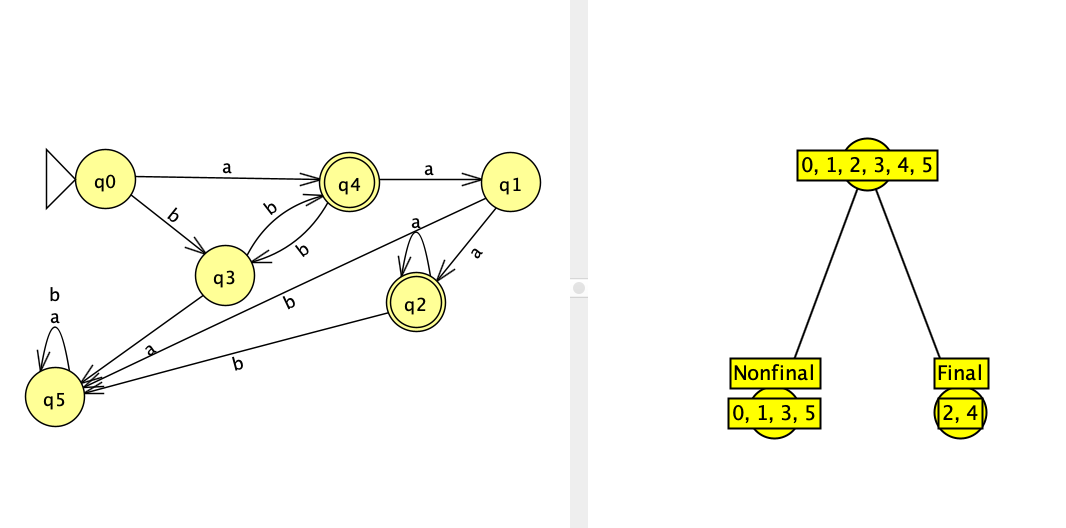 q0
a
q4
a
q1
b
b
b
a
a
q3
b
q2
b
a
a
b
q5
0, 1, 2, 3, 4, 5
Nonfinal
0, 1, 3, 5
Final
2, 4